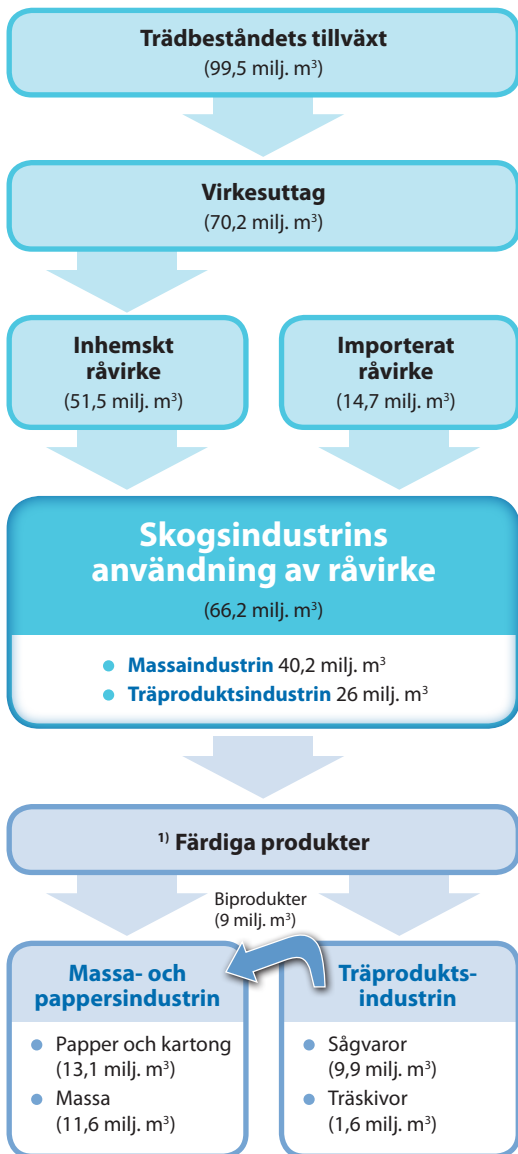 Trädbeståndets tillväxt
(99,5 milj. m³)
Virkesuttag
(70,2 milj. m³)
Inhemskt
råvirke
(51,5 milj. m³)
Importerat
råvirke
(14,7 milj. m³)
Skogsindustrins
användning av råvirke
(66,2 milj. m³)
Massaindustrin 40,2 milj. m³
Träproduktsindustrin 26 milj. m³
¹⁾ Färdiga produkter
Biprodukter
(9 milj. m³)
Massa- och
pappersindustrin
Papper och kartong
(13,1 milj. m³)
Massa
(11,6 milj. m³)
Träprodukts-
industrin
Sågvaror
(9,9 milj. m³)
Träskivor
(1,6 milj. m³)